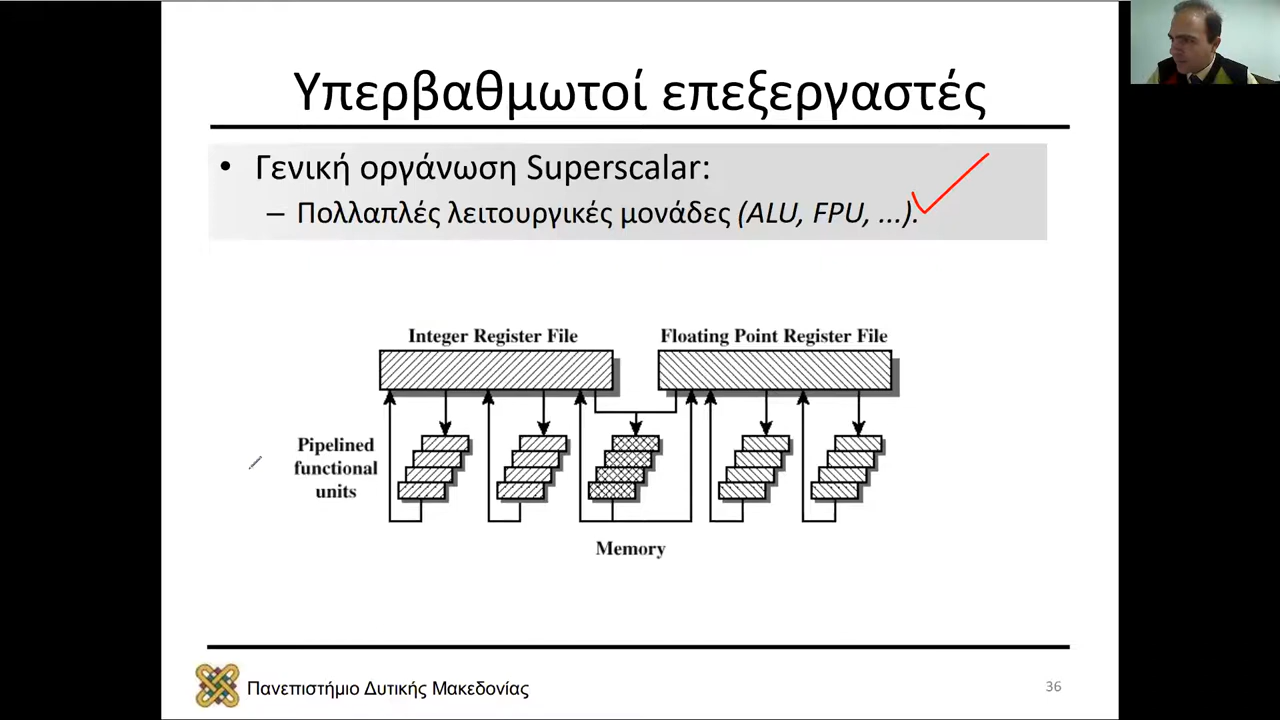 Υπερβαθμωτοί επεξεργαστές
• Γενική οργάνωση Superscalar:
– Πολλαπλές λειτουργικές μονάδες (ALU, FPU, ...).
Integer Register File
Floating Point Register File
Pipelined
functional
units
Memory
Πανεπιστήμιο Δυτικής Μακεδονίας
36